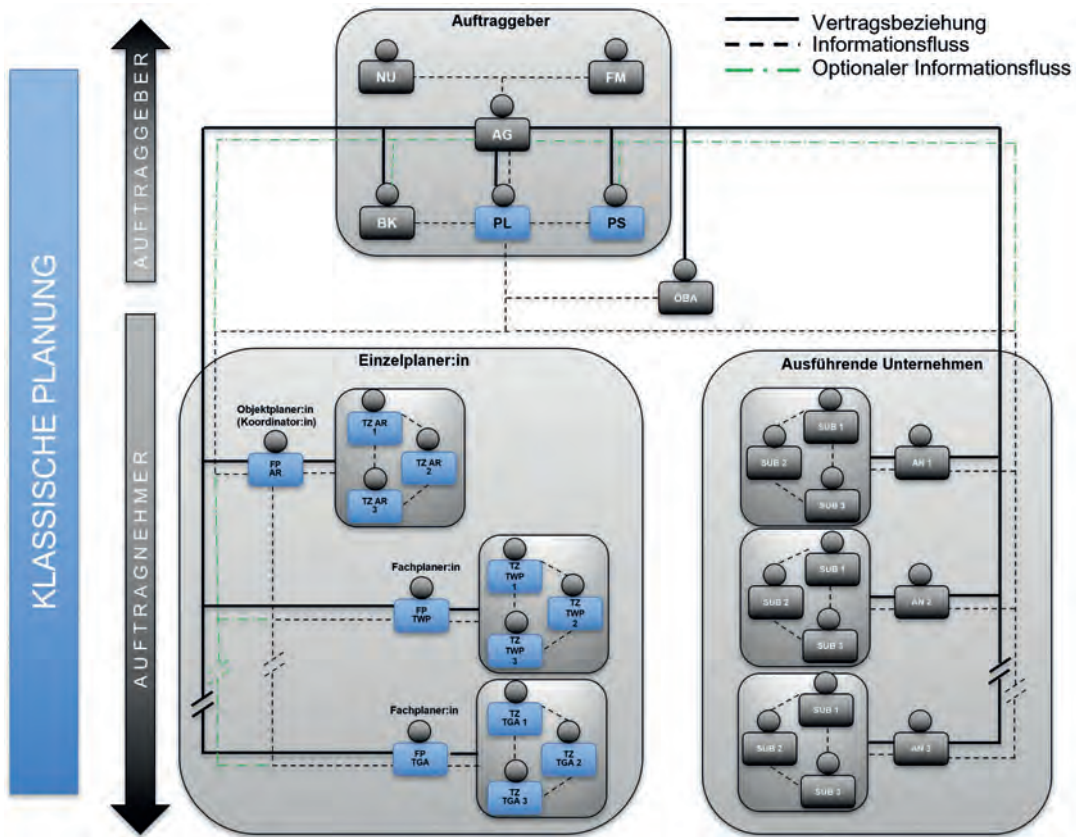 Auftraggeber
Vertragsbeziehung
Informationsfluss
Optionaler Informationsfluss
NU
FM
AG
BK
PL
PS
ÖBA
KLASSISCHE PLANUNG
AUFTRAGGEBER
AUFTRAGNEHMER
Einzelplaner:in
Objektplaner:in
(Koordinator:in)
FP
AR
TZ AR
1
TZ AR
2
TZ AR
3
Fachplaner:in
FP
TWP
TZ
TWP
1
TZ
TWP
2
TZ
TWP
3
Fachplaner:in
FP
TGA
TZ
TGA 1
TZ
TGA 2
TZ
TGA 3
Ausführende Unternehmen
SUB 1
SUB 2
SUB 3
AN 1
SUB 1
SUB 2
SUB 3
AN 2
SUB 1
SUB 2
SUB 3
AN 3